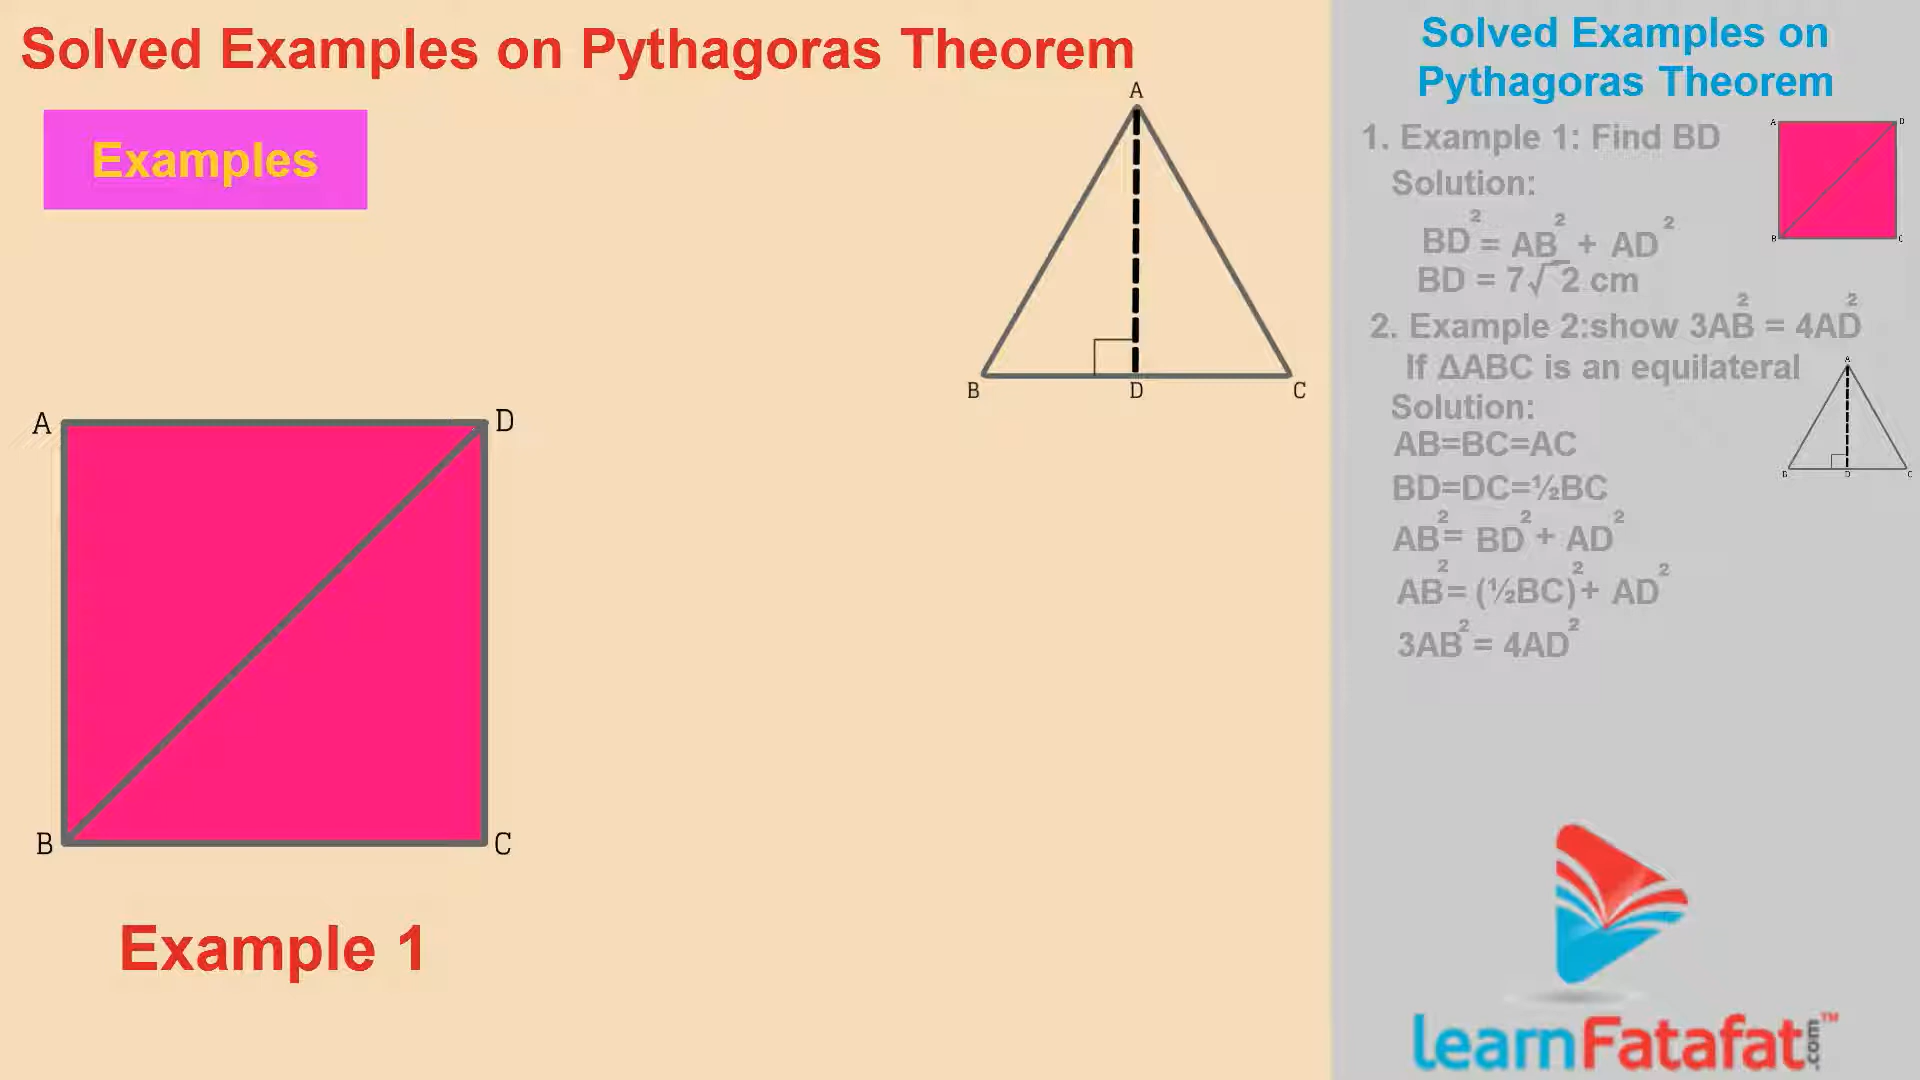 Solved Examples on Pythagoras Theorem
Examples
A
B
D
C
A
D
B
C
Example 1
Solved Examples on
Pythagoras Theorem
1. Example 1: Find BD
A
D
B
C
Solution:
BD² = AB² + AD²
BD = 7√2 cm
2. Example 2:show 3AB² = 4AD²
If ΔABC is an equilateral
A
B
D
C
Solution:
AB=BC=AC
BD=DC=½BC
AB²= BD² + AD²
AB²= (½BC)²+ AD²
3AB² = 4AD²
learnFatafat.com™